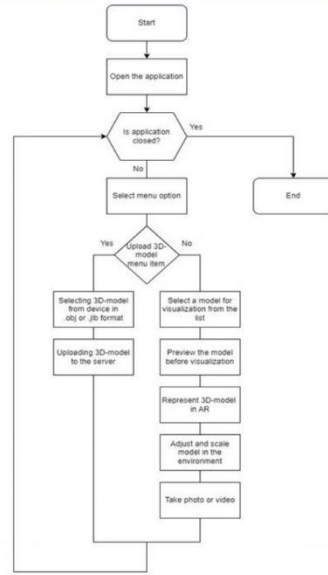 Start
Open the application
Is application
closed?
Yes
No
Select menu option
End
Upload 3D-
model
menu item
Yes
No
Selecting 3D-model
from device in
.obj or .jlb format
Select a model for
visualization from the
list
Uploading 3D-model
to the server
Preview the model
before visualization
Represent 3D-model
in AR
Adjust and scale
model in the
environment
Take photo or video